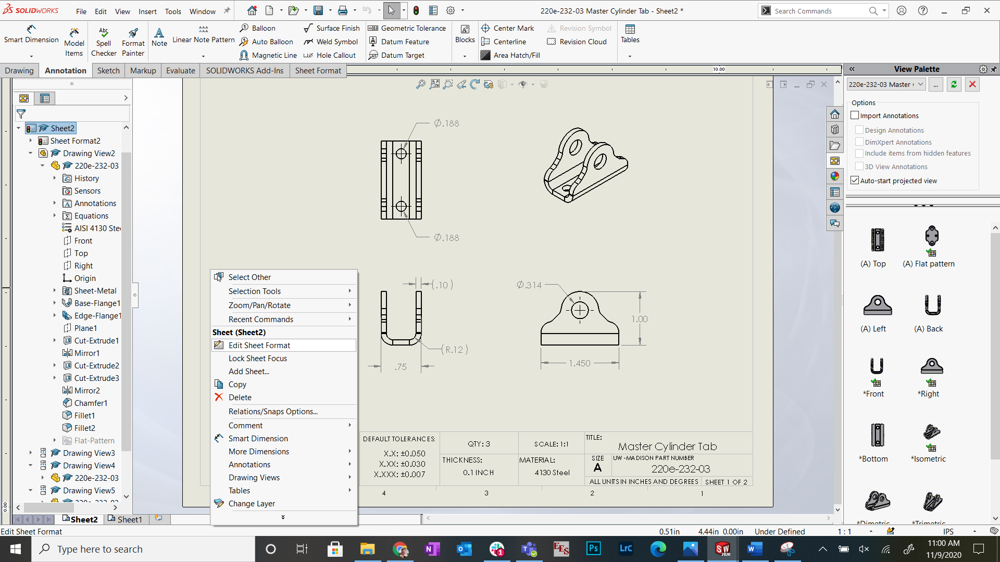 SOLIDWORKS
File Edit View Insert Tools Window
220e-232-03 Master Cylinder Tab - Sheet2 *
Search Commands
Smart Dimension
Model Items
Spell Checker
Format Painter
Note
Linear Note Pattern
Balloon
Auto Balloon
Magnetic Line
Surface Finish
Weld Symbol
Hole Callout
Geometric Tolerance
Datum Feature
Datum Target
Blocks
Center Mark
Centerline
Area Hatch/Fill
Revision Symbol
Revision Cloud
Tables
Drawing Annotation Sketch Markup Evaluate SOLIDWORKS Add-Ins Sheet Format
10.00
Sheet2
Sheet Format2
Drawing View2
220e-232-03
History
Sensors
Annotations
Equations
AISI 4130 Ste
Front
Top
Right
Origin
Sheet-Metal
Base-Flange1
Edge-Flange1
Plane1
Cut-Extrude1
Mirror1
Cut-Extrude2
Cut-Extrude3
Mirror2
Chamfer1
Fillet1
Fillet2
Flat-Pattern
Drawing View3
Drawing View4
220e-232-03
Drawing View5
0.00
Sheet2 Sheet1
Select Other
Selection Tools
Zoom/Pan/Rotate
Recent Commands
Sheet (Sheet2)
Edit Sheet Format
Lock Sheet Focus
Add Sheet...
Copy
Delete
Relations/Snaps Options...
Comment
Smart Dimension
More Dimensions
Annotations
Drawing Views
Tables
Change Layer
Ø.188
Ø.188
(.10)
(R.12)
.75
Ø.314
1.00
1.450
DEFAULT TOLERANCES:
X.X: ±0.050
X.XX: ±0.030
X.XXX: ±0.007
QTY: 3
SCALE: 1:1
THICKNESS:
0.1 INCH
MATERIAL:
4130 Steel
TITLE:
Master Cylinder Tab
SIZE
A
UW -MADISON PART NUMBER
220e-232-03
ALL UNITS IN INCHES AND DEGREES
SHEET 1 OF 2
4 3 2 1
View Palette
220e-232-03 Master
...
Options
Import Annotations
Design Annotations
DimXpert Annotations
Include items from hidden features
3D View Annotations
Auto-start projected view
(A) Top
(A) Flat pattern
(A) Left
(A) Back
*Front
*Right
*Bottom
*Isometric
*Dimetric
*Trimetric
Edit Sheet Format
0.51in 4.44in 0.00in Under Defined 1 : 1 IPS
Type here to search
1
EES
Ps
LrC
SW
2020
11:00 AM
11/9/2020